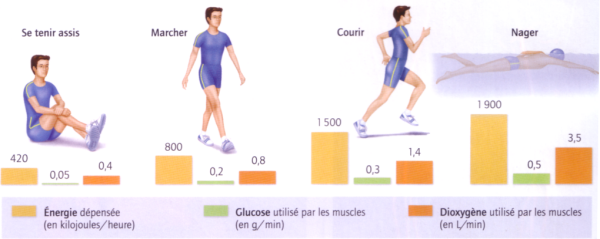 Se tenir assis
Marcher
Courir
Nager
420
0,05
0,4
800
0,2
0,8
1 500
0,3
1,4
1 900
0,5
3,5
Énergie dépensée
(en kilojoules/heure)
Glucose utilisé par les muscles
(en g/min)
Dioxygène utilisé par les muscles
(en L/min)